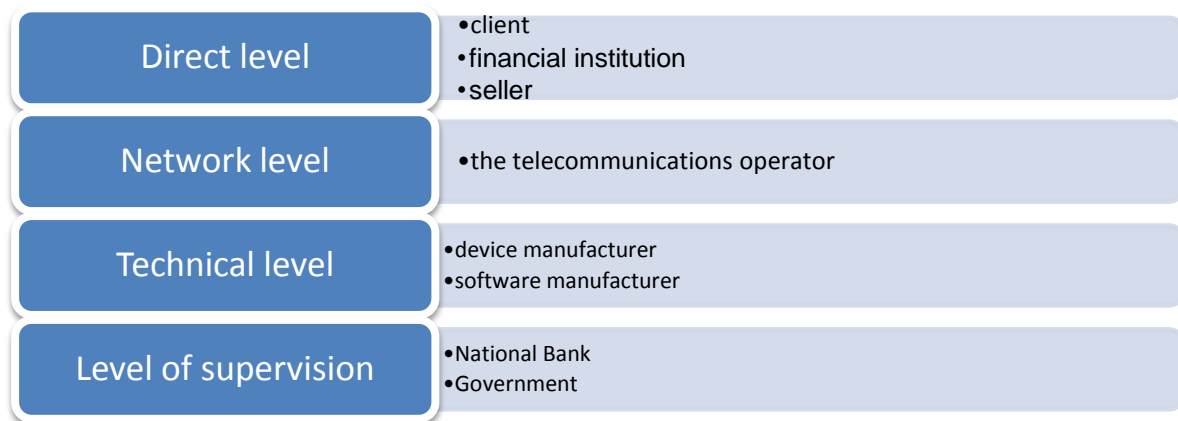 Direct level
•client
•financial institution
•seller
Network level
•the telecommunications operator
Technical level
•device manufacturer
•software manufacturer
Level of supervision
•National Bank
•Government